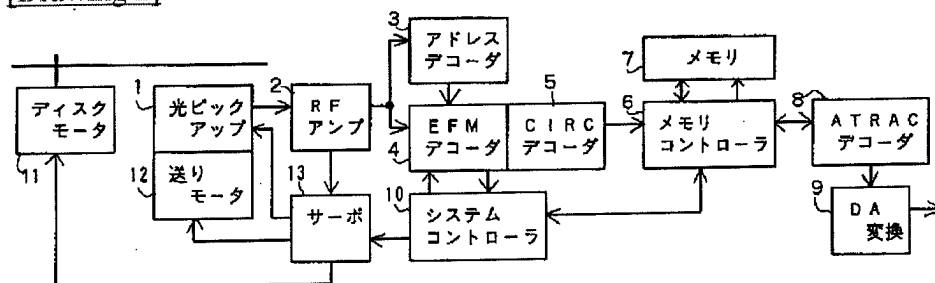 3
アドレス
デコーダ
7
メモリ
1
光ピック
アップ
2
RF
アンプ
ディスク
モータ
11
4
EFM
デコーダ
5
CIRC
デコーダ
6
メモリ
コントローラ
8
ATRAC
デコーダ
12
送り
モータ
13
サーボ
10
システム
コントローラ
9
DA
変換